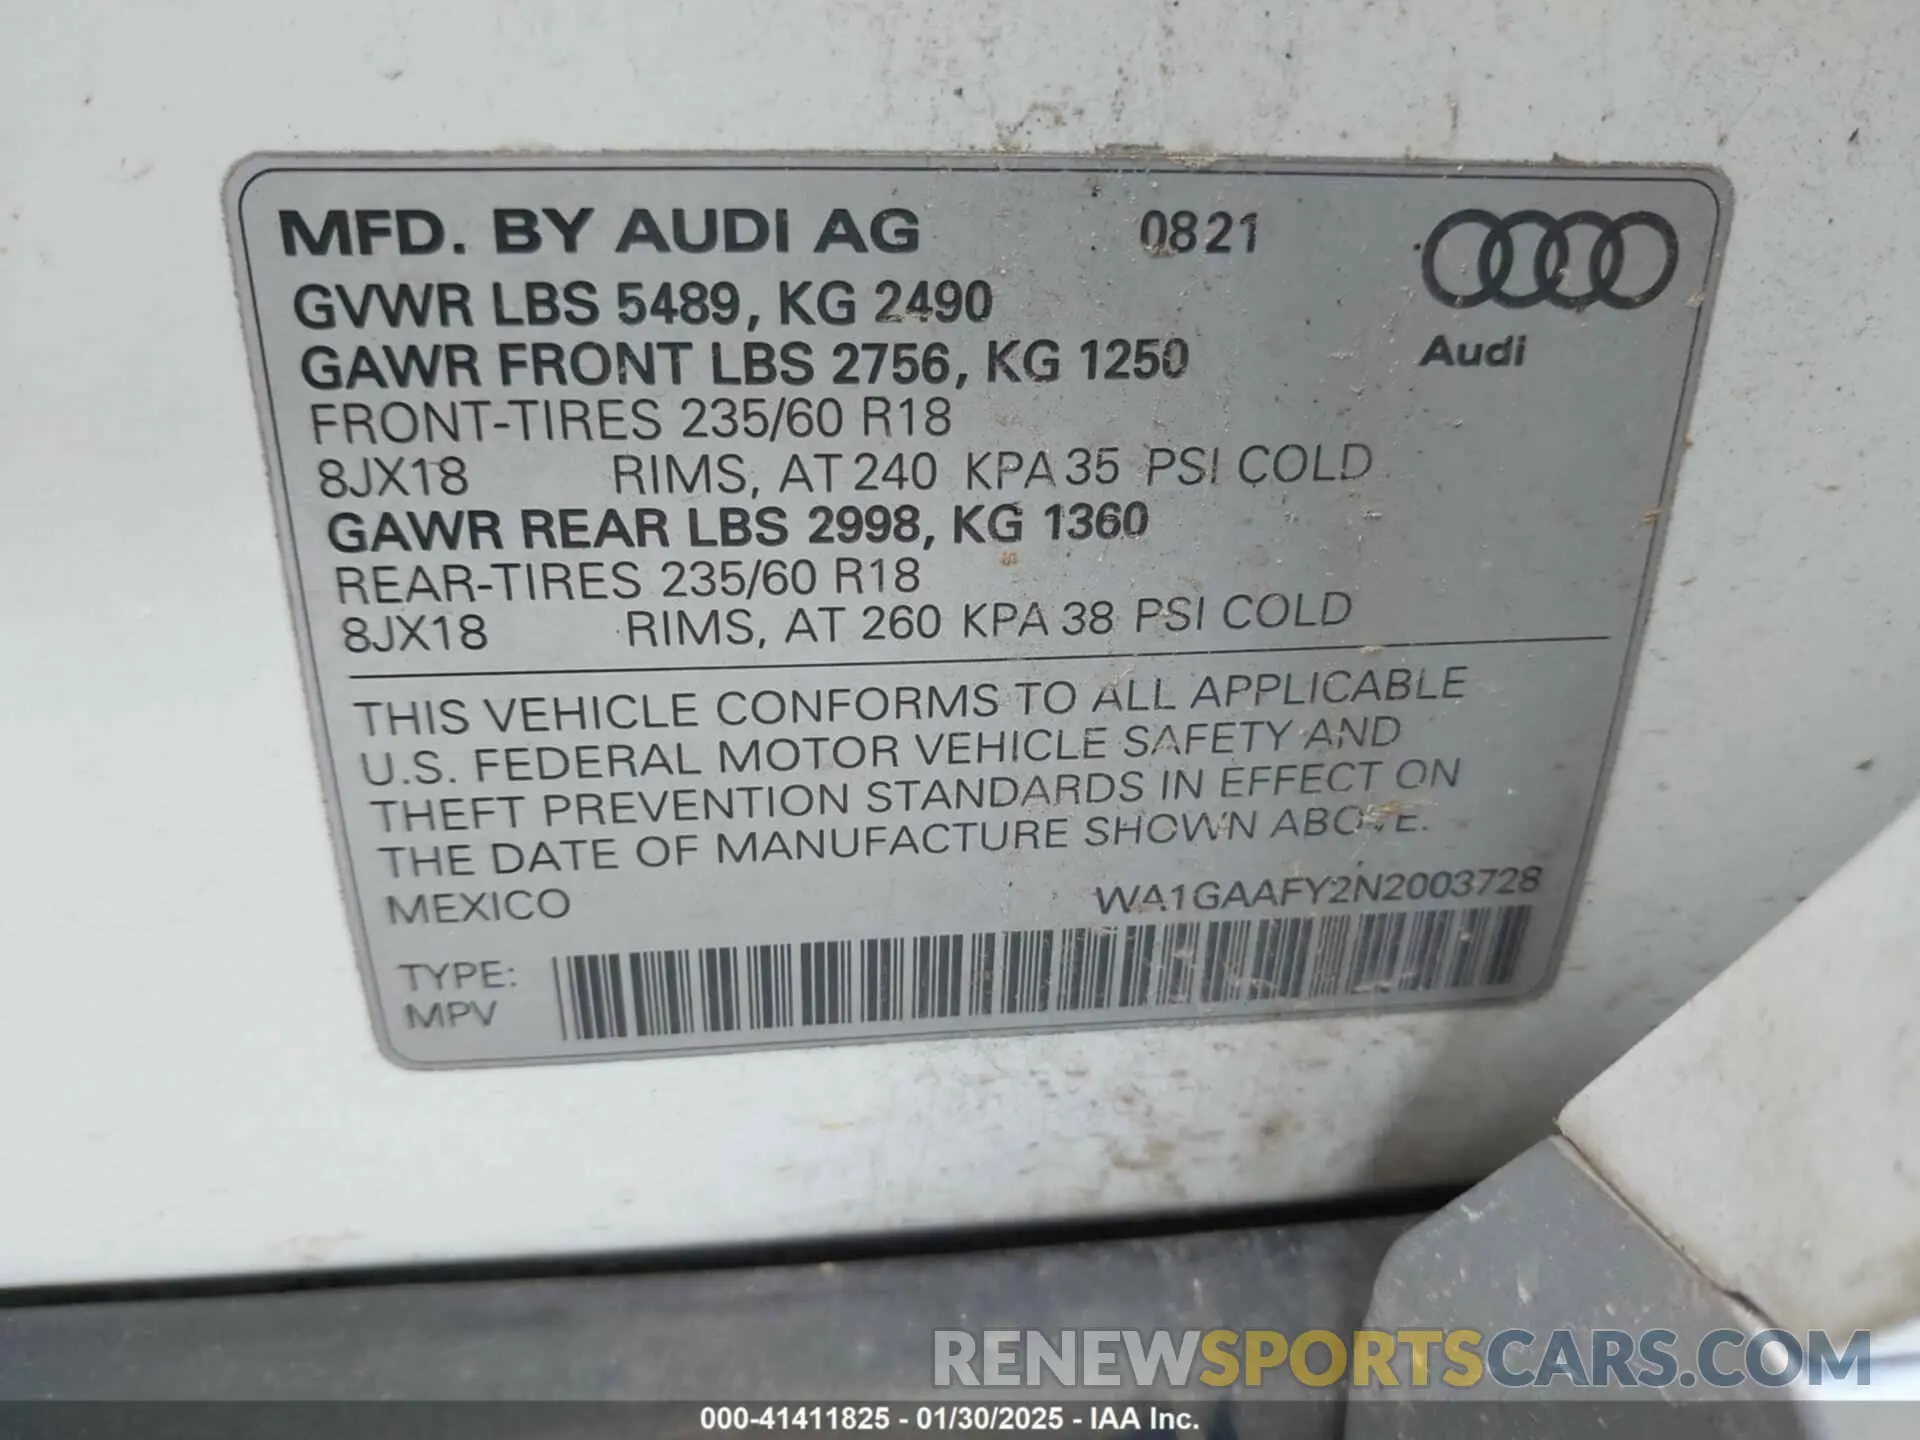 MFD. BY AUDI AG 0821
GVWR LBS 5489, KG 2490
Audi
GAWR FRONT LBS 2756, KG 1250
FRONT-TIRES 235/60 R18
8JX18 RIMS, AT 240 KPA 35 PSI COLD
GAWR REAR LBS 2998, KG 1360
REAR-TIRES 235/60 R18
8JX18 RIMS, AT 260 KPA 38 PSI COLD
THIS VEHICLE CONFORMS TO ALL APPLICABLE
U.S. FEDERAL MOTOR VEHICLE SAFETY AND
THEFT PREVENTION STANDARDS IN EFFECT ON
THE DATE OF MANUFACTURE SHOWN ABOVE.
MEXICO WA1GAAFY2N2003728
TYPE:
MPV
RENEWSPORTSCARS.COM
000-41411825 - 01/30/2025 - IAA Inc.